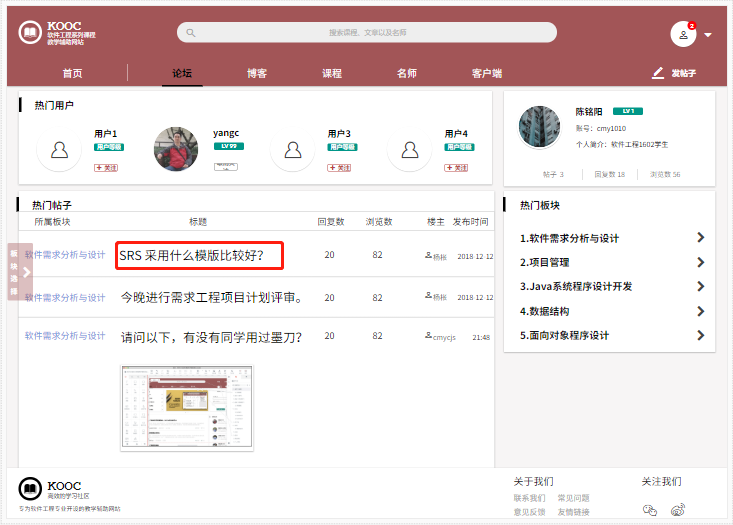 KOOC
软件工程系列课程
教学辅助网站
搜索课程、文章以及名师
2
首页
论坛
博客
课程
名师
客户端
发帖子
热门用户
用户1
用户等级
+ 关注
yangc
LV 99
用户3
用户等级
+ 关注
用户4
用户等级
+ 关注
陈铭阳
LV 1
账号：cmy1010
个人简介：软件工程1602学生
帖子 3
回复数 18
浏览数 56
热门帖子
所属板块 标题 回复数 浏览数 楼主 发布时间
软件需求分析与设计 SRS 采用什么模版比较好？ 20 82 杨枨 2018-12-12
软件需求分析与设计 今晚进行需求工程项目计划评审。 20 82 杨枨 2018-12-12
软件需求分析与设计 请问以下，有没有同学用过墨刀？ 20 82 cmycjs 21:48
板块选择
热门板块
1.软件需求分析与设计
2.项目管理
3.Java系统程序设计开发
4.数据结构
5.面向对象程序设计
KOOC
高效的学习社区
专为软件工程专业开设的教学辅助网站
关于我们
联系我们 常见问题
意见反馈 友情链接
关注我们